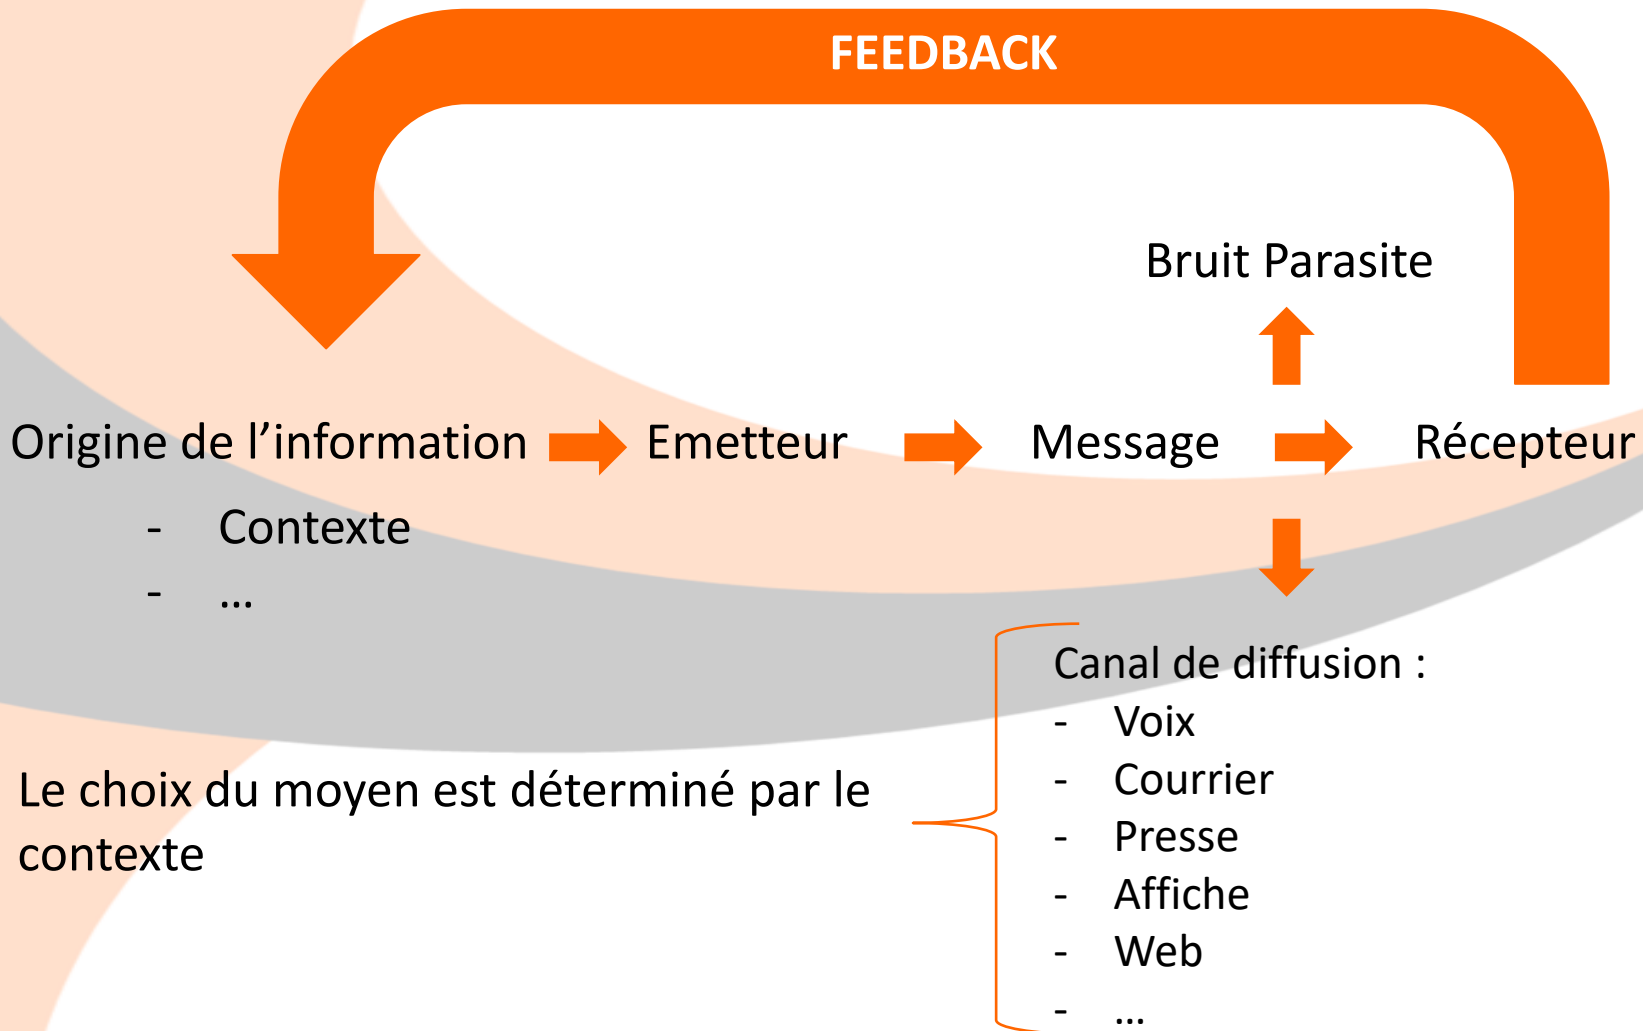 FEEDBACK
Bruit Parasite
Origine de l’information
Emetteur
Message
Récepteur
- Contexte
- …
Canal de diffusion :
- Voix
- Courrier
- Presse
- Affiche
- Web
- …
Le choix du moyen est déterminé par le
contexte